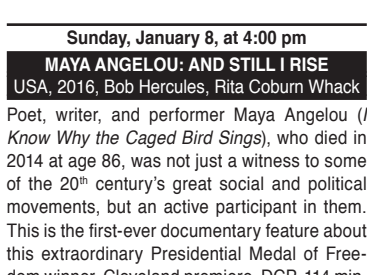 Sunday, January 8, at 4:00 pm
MAYA ANGELOU: AND STILL I RISE
USA, 2016, Bob Hercules, Rita Coburn Whack
Poet, writer, and performer Maya Angelou (I
Know Why the Caged Bird Sings), who died in
2014 at age 86, was not just a witness to some
of the 20th century's great social and political
movements, but an active participant in them.
This is the first-ever documentary feature about
this extraordinary Presidential Medal of Free-
dom winner. Cleveland premiere. DCP. 114 min.